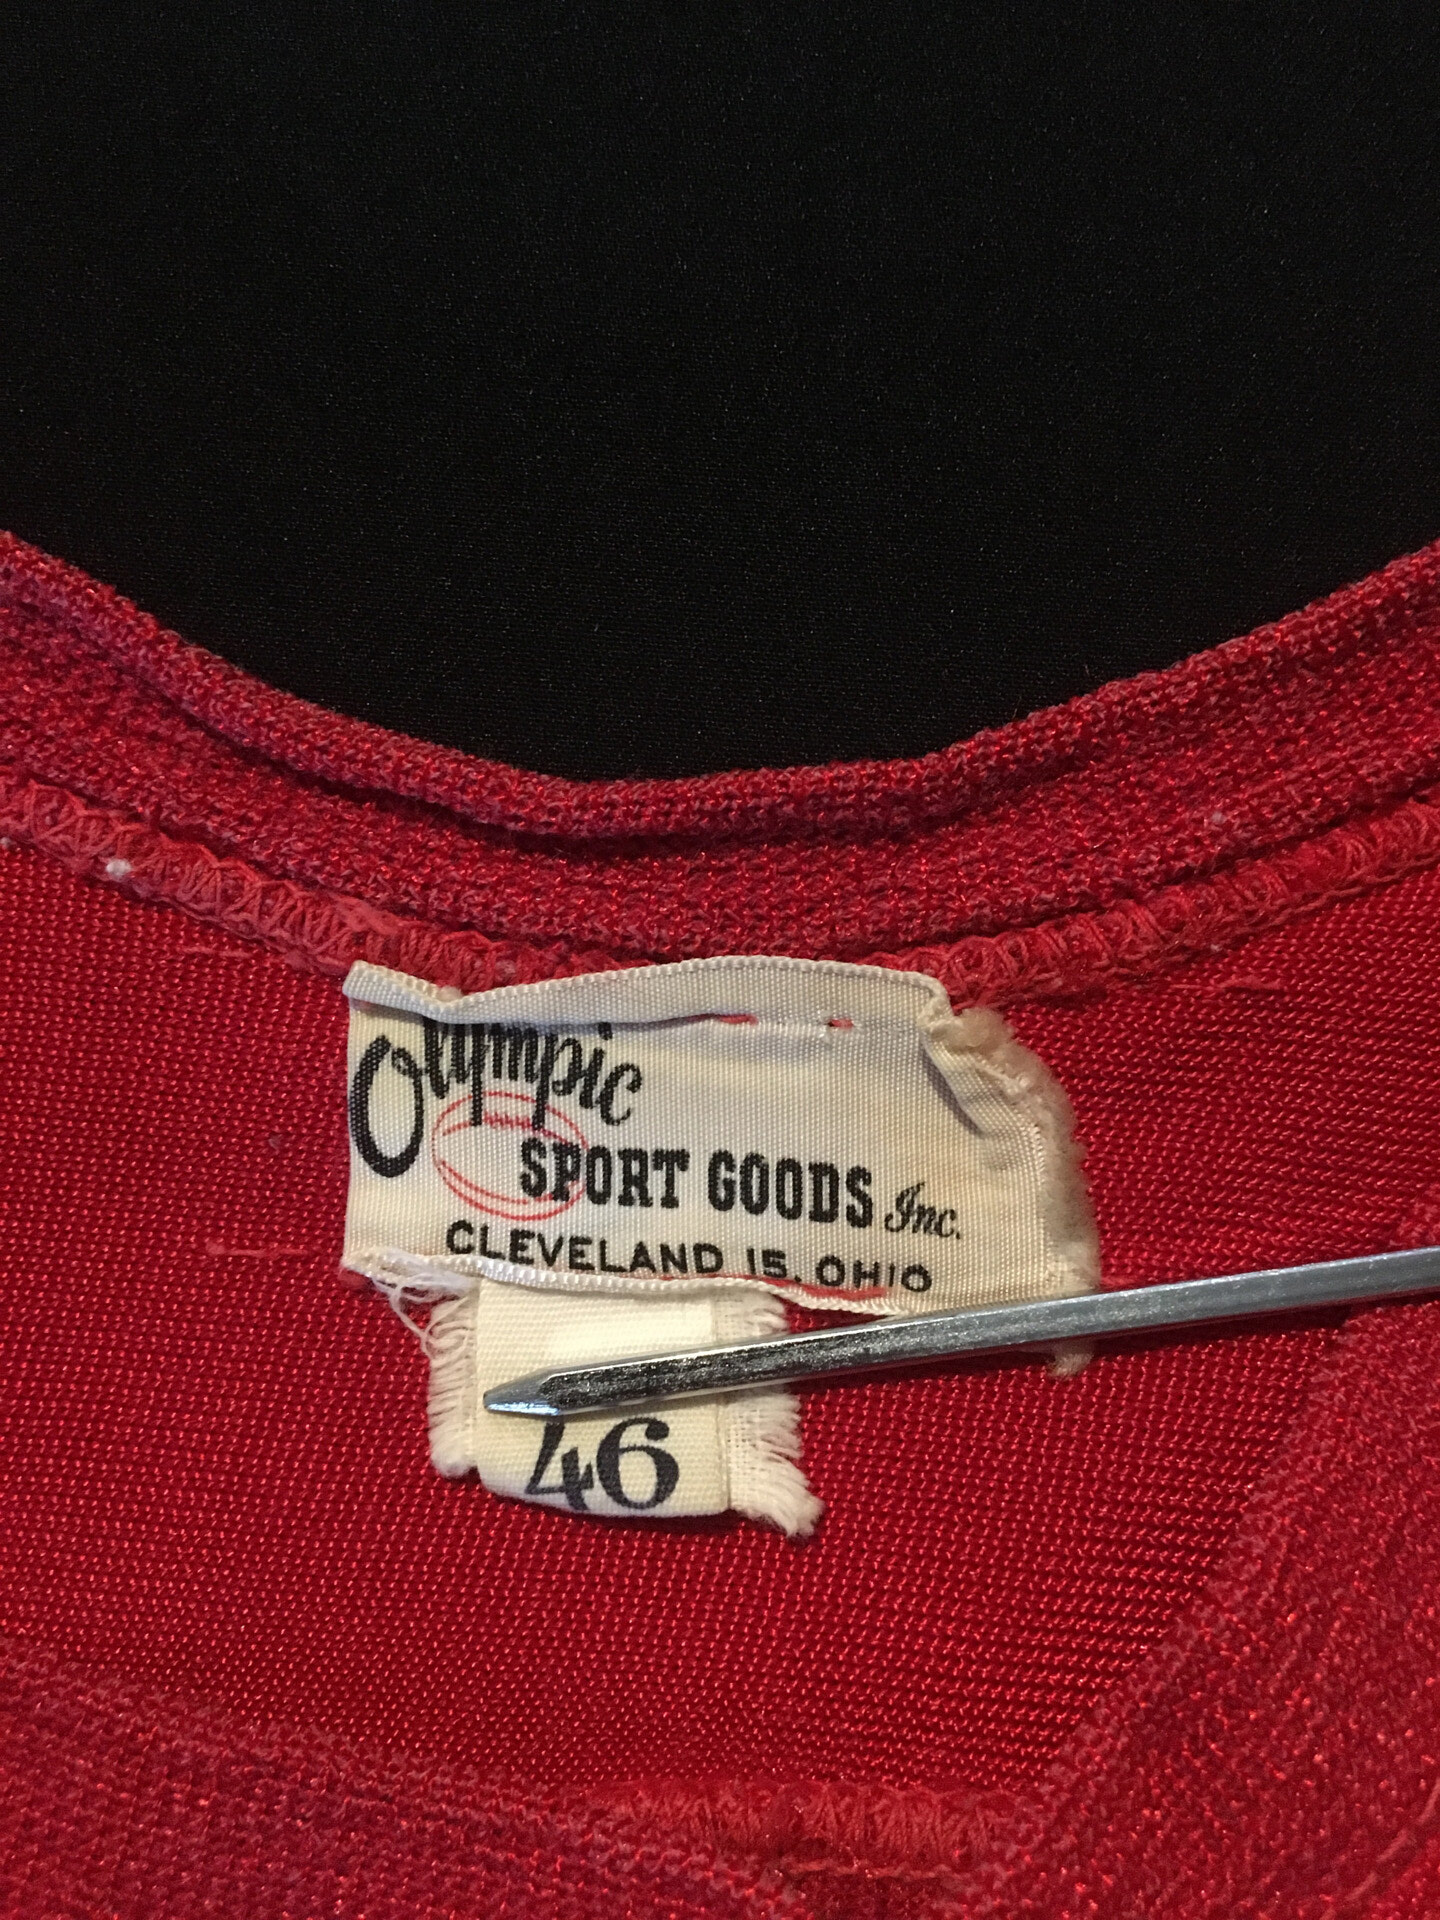 Olympic
SPORT GOODS Inc.
CLEVELAND 15, OHIO
46